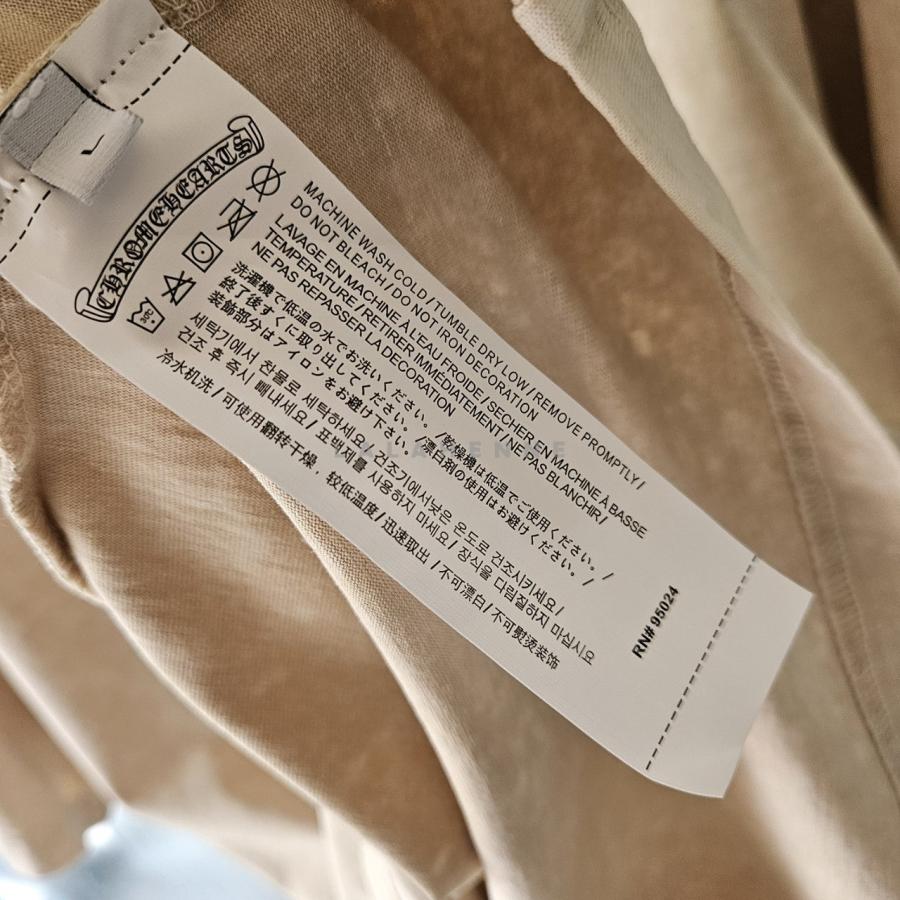 CHROME HEARTS
L
30c
MACHINE WASH COLD / TUMBLE DRY LOW / REMOVE PROMPTLY /
DO NOT BLEACH / DO NOT IRON DECORATION
LAVAGE EN MACHINE À L'EAU FROIDE / SECHER EN MACHINE À BASSE
TEMPERATURE / RETIRER IMMÉDIATEMENT / NE PAS BLANCHIR /
NE PAS REPASSER LA DECORATION
洗濯機で低温の水でお洗いください。 /乾燥機は低温でご使用ください。 /
終了後すぐに取り出してください。 /漂白剤の使用はお避けください。 /
装飾部分はアイロンをお避け下さい。
세탁기에서 찬물로 세탁하세요/ 건조기에서낮은 온도로 건조시키세요/
건조 후 즉시 빼내세요/ 표백제를 사용하지 마세요/ 장식을 다림질하지 마십시요
冷水机洗 / 可使用翻转干燥,较低温度/ 迅速取出 / 不可漂白/ 不可熨烫装饰
RN# 95024